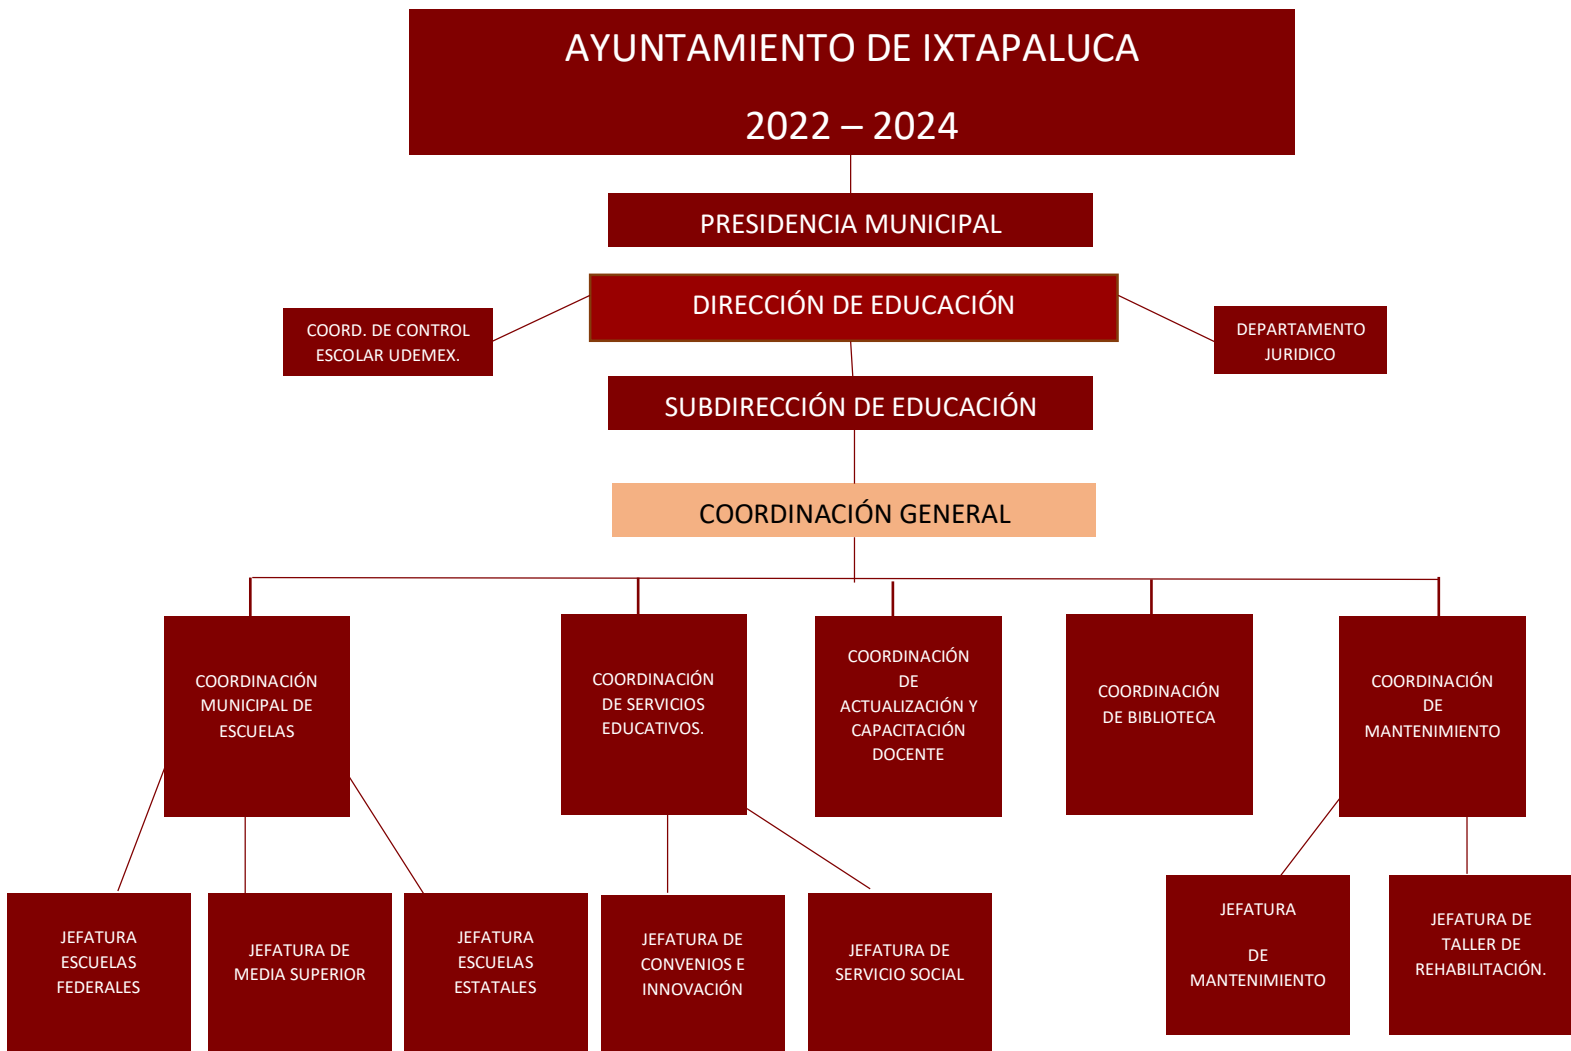 AYUNTAMIENTO DE IXTAPALUCA
2022 – 2024
PRESIDENCIA MUNICIPAL
DIRECCIÓN DE EDUCACIÓN
COORD. DE CONTROL
ESCOLAR UDEMEX.
DEPARTAMENTO
JURIDICO
SUBDIRECCIÓN DE EDUCACIÓN
COORDINACIÓN GENERAL
COORDINACIÓN
MUNICIPAL DE
ESCUELAS
COORDINACIÓN
DE SERVICIOS
EDUCATIVOS.
COORDINACIÓN
DE
ACTUALIZACIÓN Y
CAPACITACIÓN
DOCENTE
COORDINACIÓN
DE BIBLIOTECA
COORDINACIÓN
DE
MANTENIMIENTO
JEFATURA
ESCUELAS
FEDERALES
JEFATURA DE
MEDIA SUPERIOR
JEFATURA
ESCUELAS
ESTATALES
JEFATURA DE
CONVENIOS E
INNOVACIÓN
JEFATURA DE
SERVICIO SOCIAL
JEFATURA
DE
MANTENIMIENTO
JEFATURA DE
TALLER DE
REHABILITACIÓN.